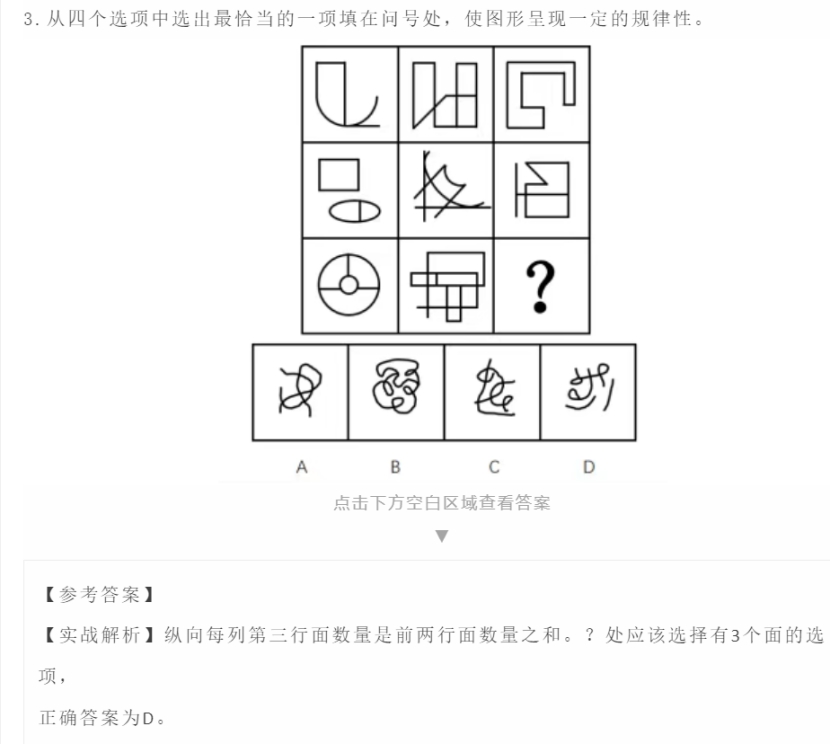 3. 从四个选项中选出最恰当的一项填在问号处，使图形呈现一定的规律性。
?
A B C D
点击下方空白区域查看答案
▼
【参考答案】
【实战解析】纵向每列第三行面数量是前两行面数量之和。? 处应该选择有3个面的选
项，
正确答案为D。